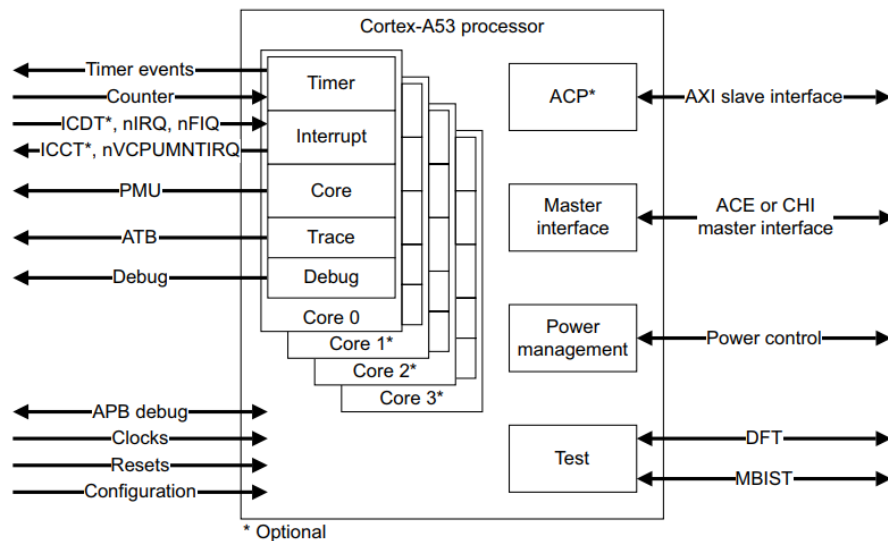 Cortex-A53 processor
Timer events
Counter
ICDT*, nIRQ, nFIQ
ICCT*, nVCPUMNTIRQ
PMU
ATB
Debug
Timer
Interrupt
Core
Trace
Debug
Core 0
Core 1*
Core 2*
Core 3*
APB debug
Clocks
Resets
Configuration
ACP*
AXI slave interface
Master
interface
ACE or CHI
master interface
Power
management
Power control
Test
DFT
MBIST
* Optional